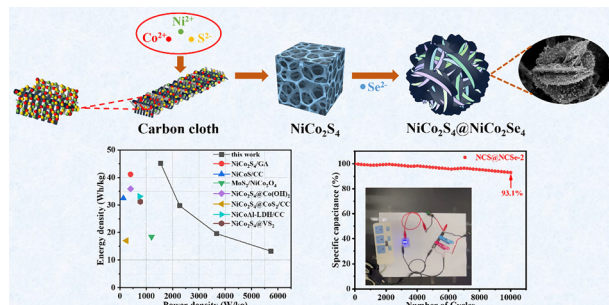 Ni²⁺
Co²⁺ S²⁻
Se²⁻
Carbon cloth NiCo₂S₄ NiCo₂S₄@NiCo₂Se₄
Energy density (Wh/kg)
50
40
30
20
10
0
this work
NiCo₂S₄/GA
NiCoS/CC
MoS₂/NiCo₂O₄
NiCo₂S₄@Co(OH)₂
NiCo₂S₄@CoS₂/CC
NiCoAl-LDH/CC
NiCo₂S₄@VS₂
0 1000 2000 3000 4000 5000 6000
Power density (W/kg)
Specific capacitance (%)
100
80
60
40
20
0
NCS@NCSe-2
93.1%
0 2000 4000 6000 8000 10000
Number of Cycles